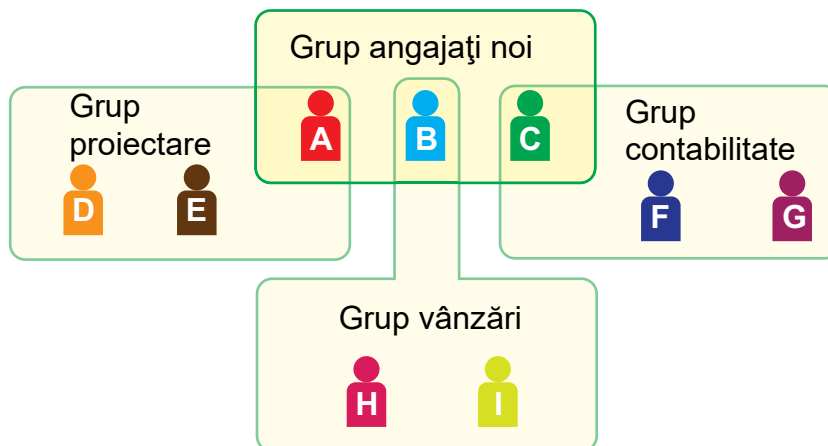 Grup angajaţi noi
Grup
proiectare
A
B
C
Grup
contabilitate
D
E
F
G
Grup vânzări
H
I